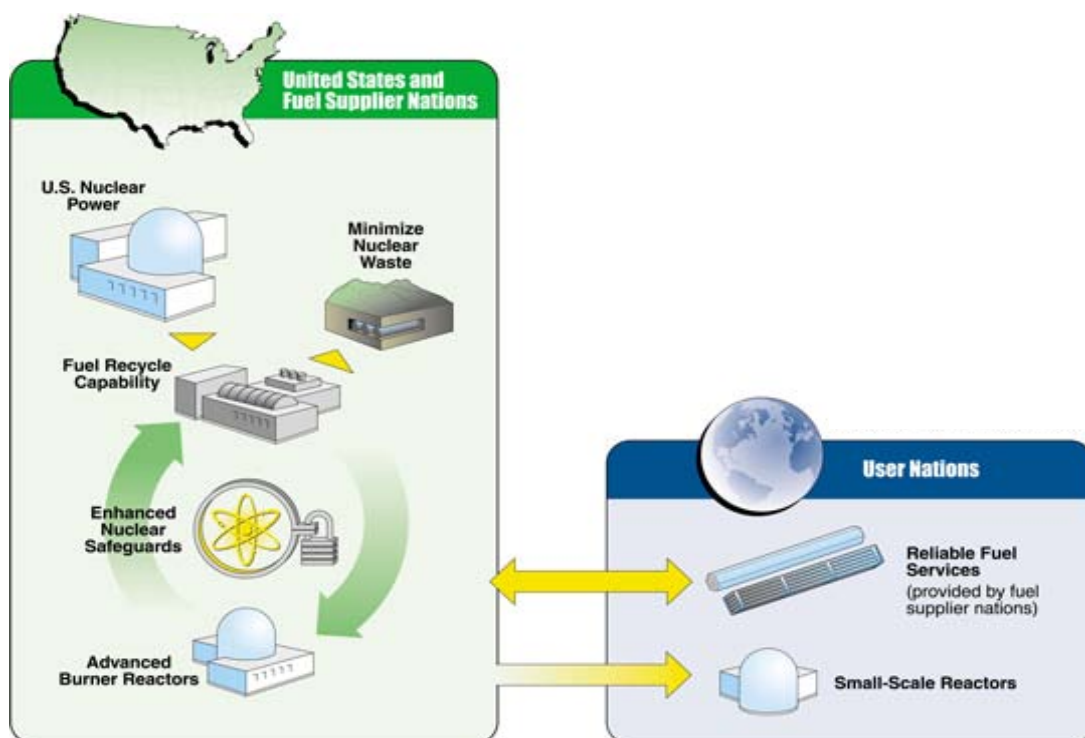 United States and
Fuel Supplier Nations
U.S. Nuclear
Power
Minimize
Nuclear
Waste
Fuel Recycle
Capability
Enhanced
Nuclear
Safeguards
Advanced
Burner Reactors
User Nations
Reliable Fuel
Services
(provided by fuel
supplier nations)
Small-Scale Reactors